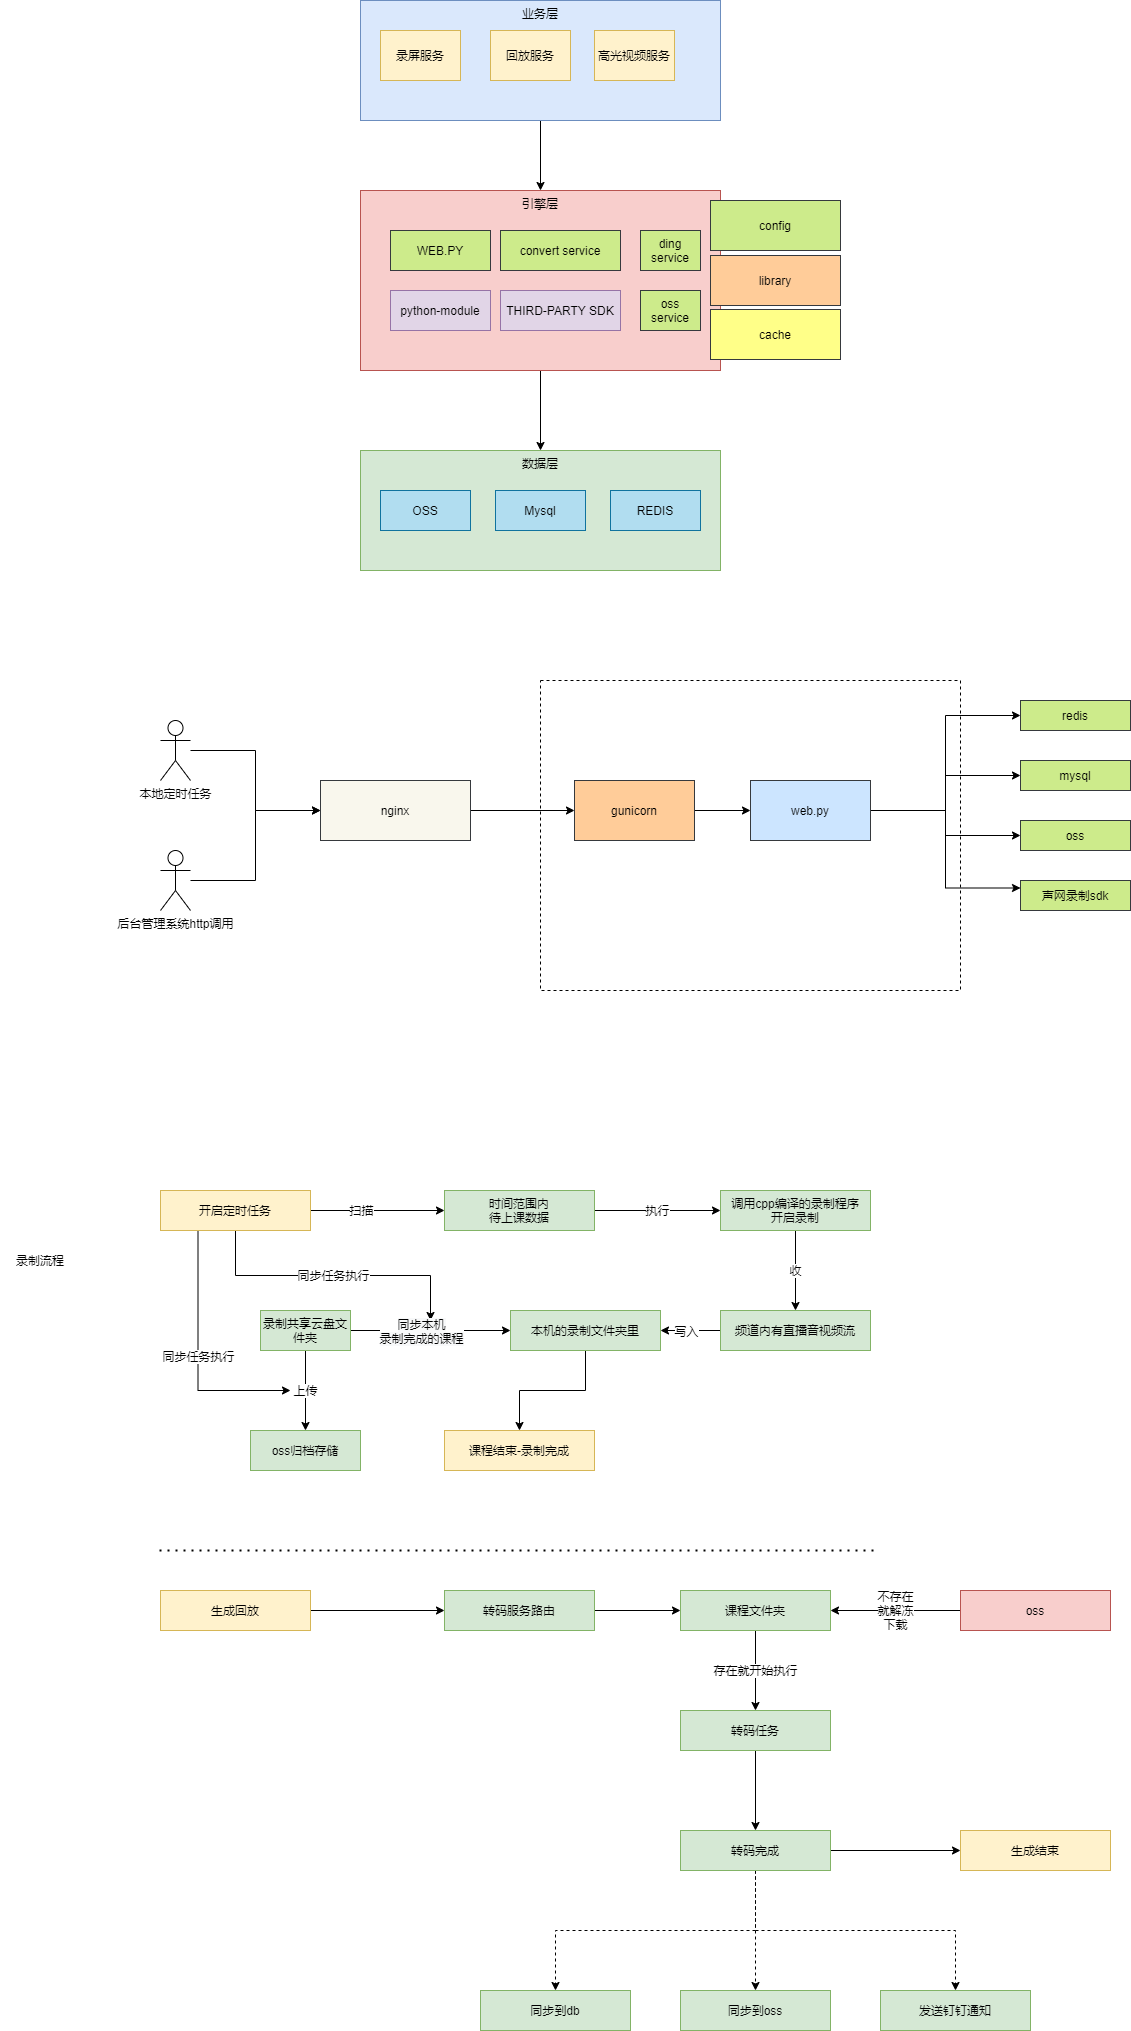 业务层
录屏服务
回放服务
高光视频服务
引擎层
WEB.PY
convert service
ding
service
config
library
cache
python-module
THIRD-PARTY SDK
oss
service
数据层
OSS
Mysql
REDIS
本地定时任务
后台管理系统http调用
nginx
gunicorn
web.py
redis
mysql
oss
声网录制sdk
录制流程
开启定时任务
扫描
时间范围内
待上课数据
执行
调用cpp编译的录制程序
开启录制
收
同步任务执行
录制共享云盘文
件夹
同步本机
录制完成的课程
本机的录制文件夹里
写入
频道内有直播音视频流
同步任务执行
上传
oss归档存储
课程结束-录制完成
生成回放
转码服务路由
课程文件夹
不存在
就解冻
下载
oss
存在就开始执行
转码任务
转码完成
生成结束
同步到db
同步到oss
发送钉钉通知